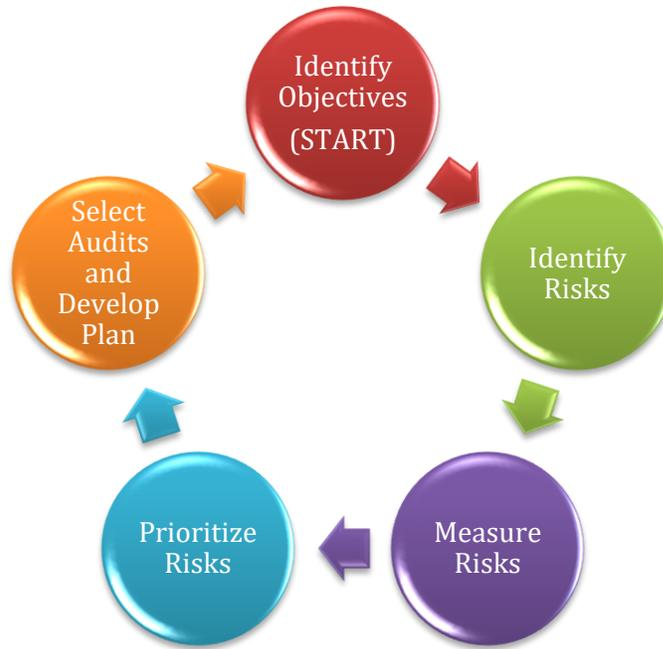 Identify
Objectives
(START)
Identify
Risks
Measure
Risks
Prioritize
Risks
Select
Audits
and
Develop
Plan